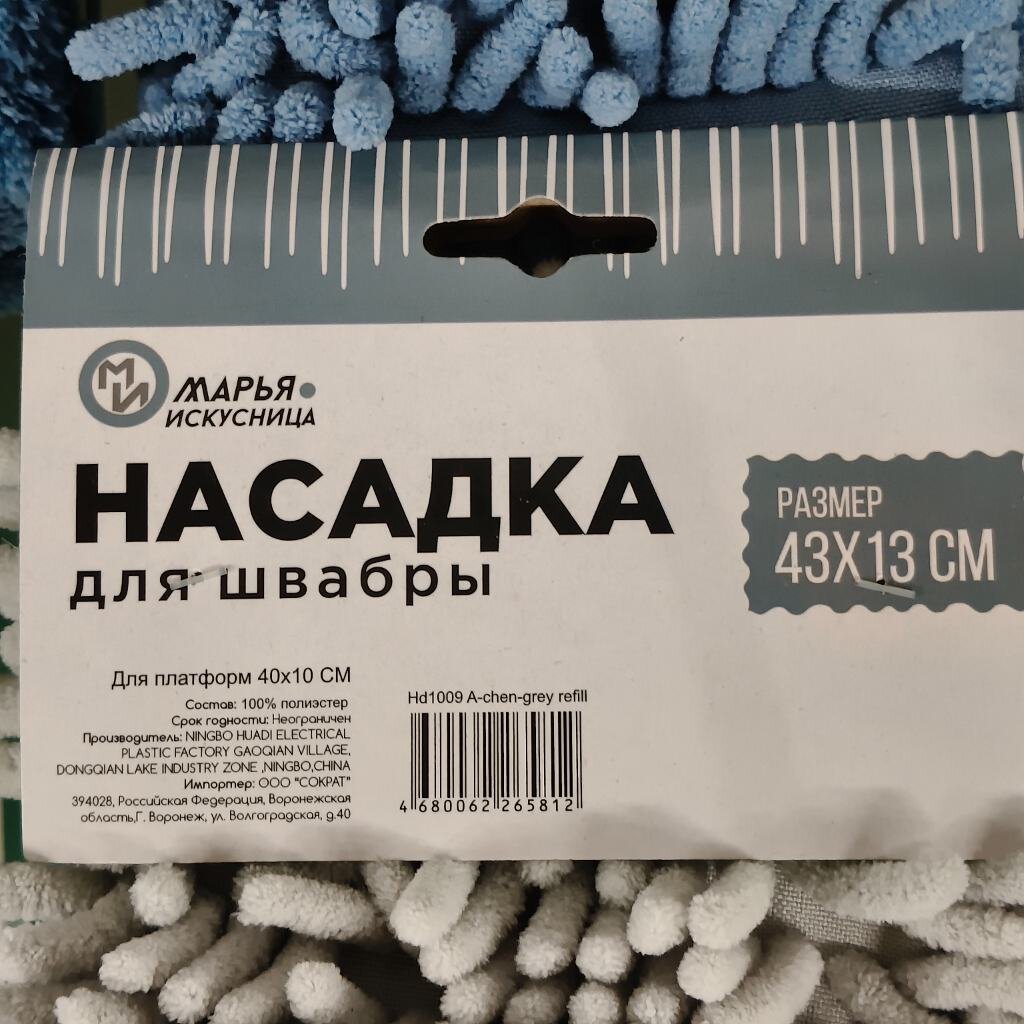 МИ
МАРЬЯ
ИСКУСНИЦА
НАСАДКА
для швабры
РАЗМЕР
43X13 СМ
Для платформ 40х10 СМ
Состав: 100% полиэстер
Срок годности: Неограничен
Производитель: NINGBO HUADI ELECTRICAL
PLASTIC FACTORY GAOQIAN VILLAGE,
DONGQIAN LAKE INDUSTRY ZONE ,NINGBO,CHINA
Импортер: ООО "СОКРАТ"
394028, Российская Федерация, Воронежская
область,Г. Воронеж, ул. Волгоградская, д.40
Hd1009 A-chen-grey refill
4 680062 265812